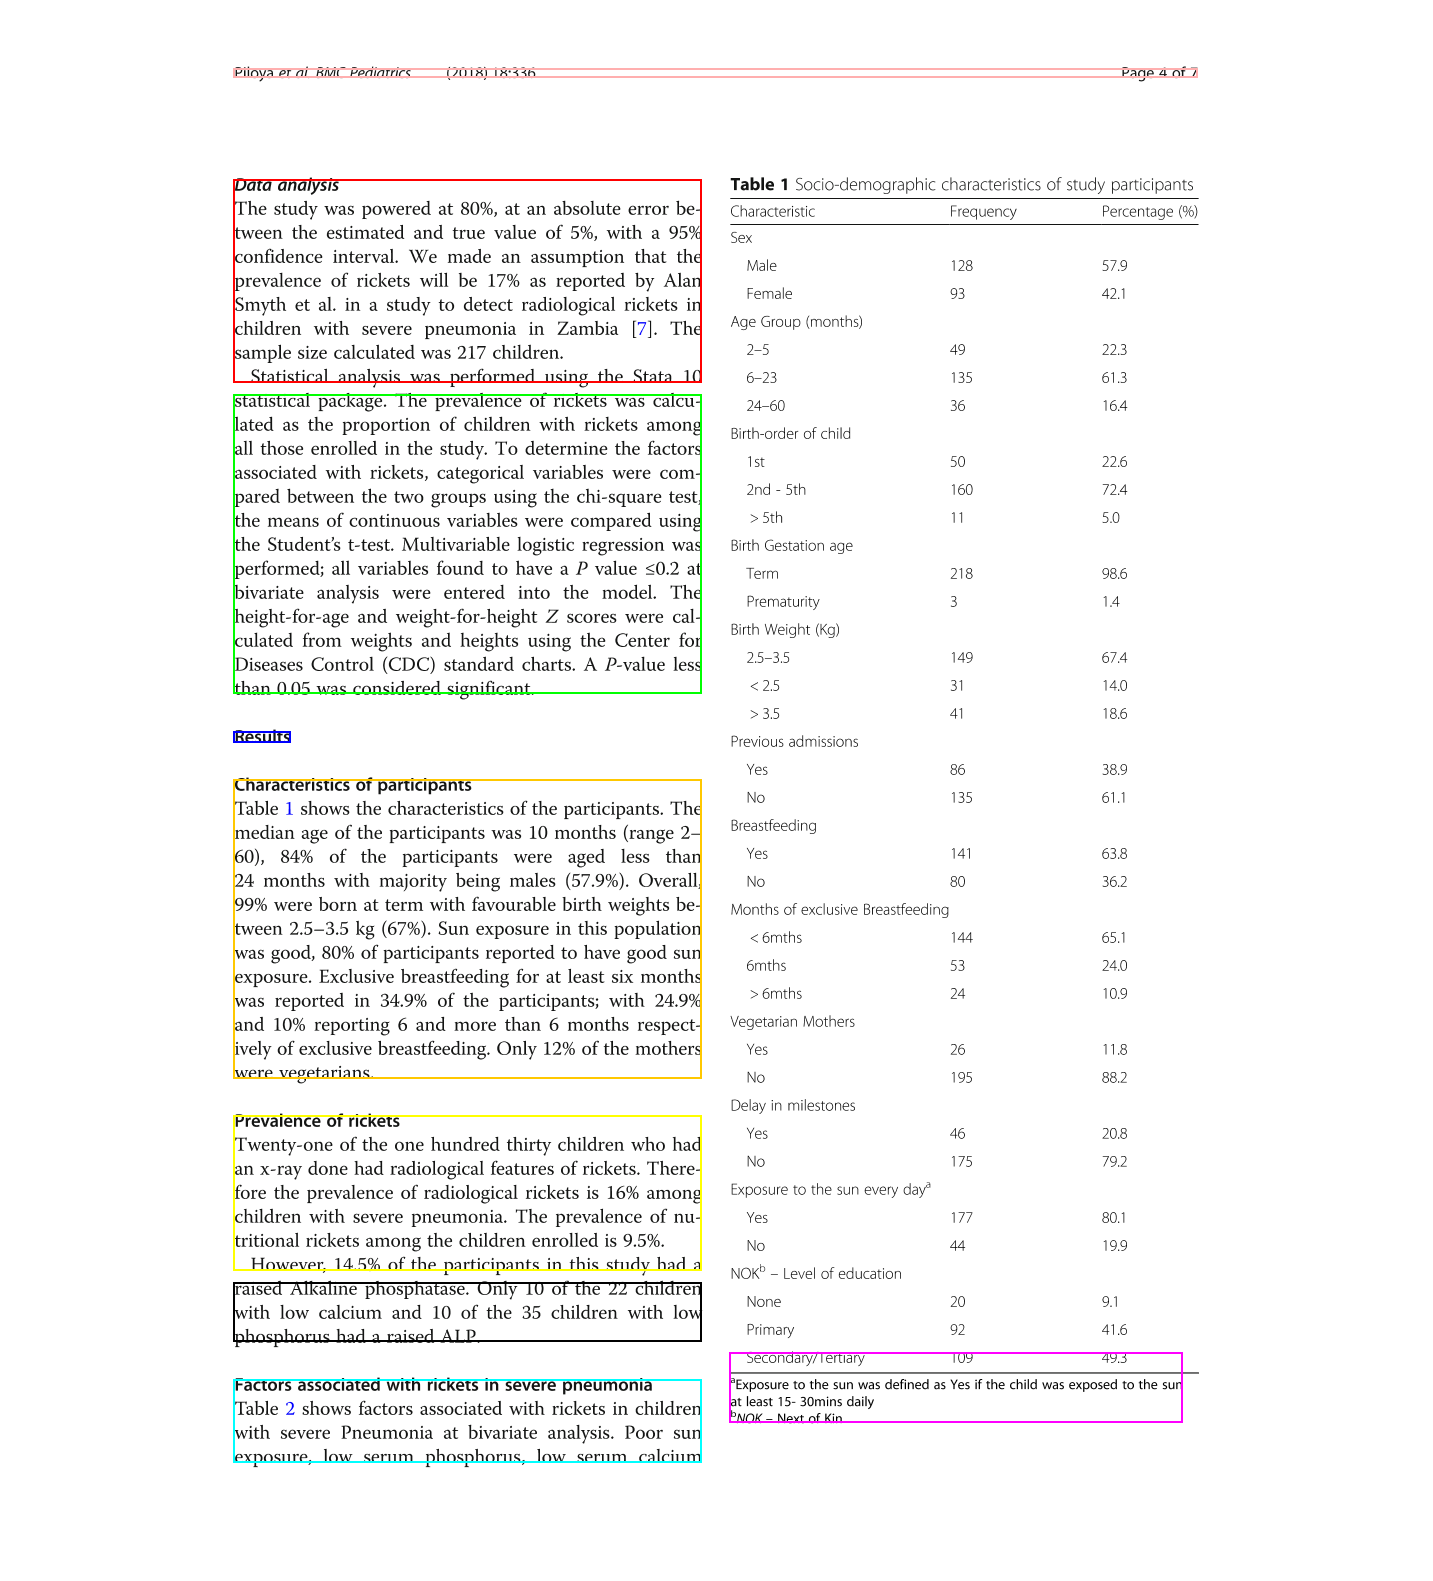 Piloya et al. BMC Pediatrics (2018) 18:336 Page 4 of 7
Data analysis
The study was powered at 80%, at an absolute error be-
tween the estimated and true value of 5%, with a 95%
confidence interval. We made an assumption that the
prevalence of rickets will be 17% as reported by Alan
Smyth et al. in a study to detect radiological rickets in
children with severe pneumonia in Zambia [7]. The
sample size calculated was 217 children.
Statistical analysis was performed using the Stata 10
statistical package. The prevalence of rickets was calcu-
lated as the proportion of children with rickets among
all those enrolled in the study. To determine the factors
associated with rickets, categorical variables were com-
pared between the two groups using the chi-square test,
the means of continuous variables were compared using
the Student's t-test. Multivariable logistic regression was
performed; all variables found to have a P value ≤0.2 at
bivariate analysis were entered into the model. The
height-for-age and weight-for-height Z scores were cal-
culated from weights and heights using the Center for
Diseases Control (CDC) standard charts. A P-value less
than 0.05 was considered significant.
Results
Characteristics of participants
Table 1 shows the characteristics of the participants. The
median age of the participants was 10 months (range 2–
60), 84% of the participants were aged less than
24 months with majority being males (57.9%). Overall,
99% were born at term with favourable birth weights be-
tween 2.5–3.5 kg (67%). Sun exposure in this population
was good, 80% of participants reported to have good sun
exposure. Exclusive breastfeeding for at least six months
was reported in 34.9% of the participants; with 24.9%
and 10% reporting 6 and more than 6 months respect-
ively of exclusive breastfeeding. Only 12% of the mothers
were vegetarians.
Prevalence of rickets
Twenty-one of the one hundred thirty children who had
an x-ray done had radiological features of rickets. There-
fore the prevalence of radiological rickets is 16% among
children with severe pneumonia. The prevalence of nu-
tritional rickets among the children enrolled is 9.5%.
However, 14.5% of the participants in this study had a
raised Alkaline phosphatase. Only 10 of the 22 children
with low calcium and 10 of the 35 children with low
phosphorus had a raised ALP.
Factors associated with rickets in severe pneumonia
Table 2 shows factors associated with rickets in children
with severe Pneumonia at bivariate analysis. Poor sun
exposure, low serum phosphorus, low serum calcium
Table 1 Socio-demographic characteristics of study participants
Characteristic Frequency Percentage (%)
Sex
Male 128 57.9
Female 93 42.1
Age Group (months)
2–5 49 22.3
6–23 135 61.3
24–60 36 16.4
Birth-order of child
1st 50 22.6
2nd - 5th 160 72.4
> 5th 11 5.0
Birth Gestation age
Term 218 98.6
Prematurity 3 1.4
Birth Weight (Kg)
2.5–3.5 149 67.4
< 2.5 31 14.0
> 3.5 41 18.6
Previous admissions
Yes 86 38.9
No 135 61.1
Breastfeeding
Yes 141 63.8
No 80 36.2
Months of exclusive Breastfeeding
< 6mths 144 65.1
6mths 53 24.0
> 6mths 24 10.9
Vegetarian Mothers
Yes 26 11.8
No 195 88.2
Delay in milestones
Yes 46 20.8
No 175 79.2
Exposure to the sun every dayᵃ
Yes 177 80.1
No 44 19.9
NOKᵇ – Level of education
None 20 9.1
Primary 92 41.6
Secondary/Tertiary 109 49.3
ᵃExposure to the sun was defined as Yes if the child was exposed to the sun
at least 15- 30mins daily
ᵇNOK – Next of Kin